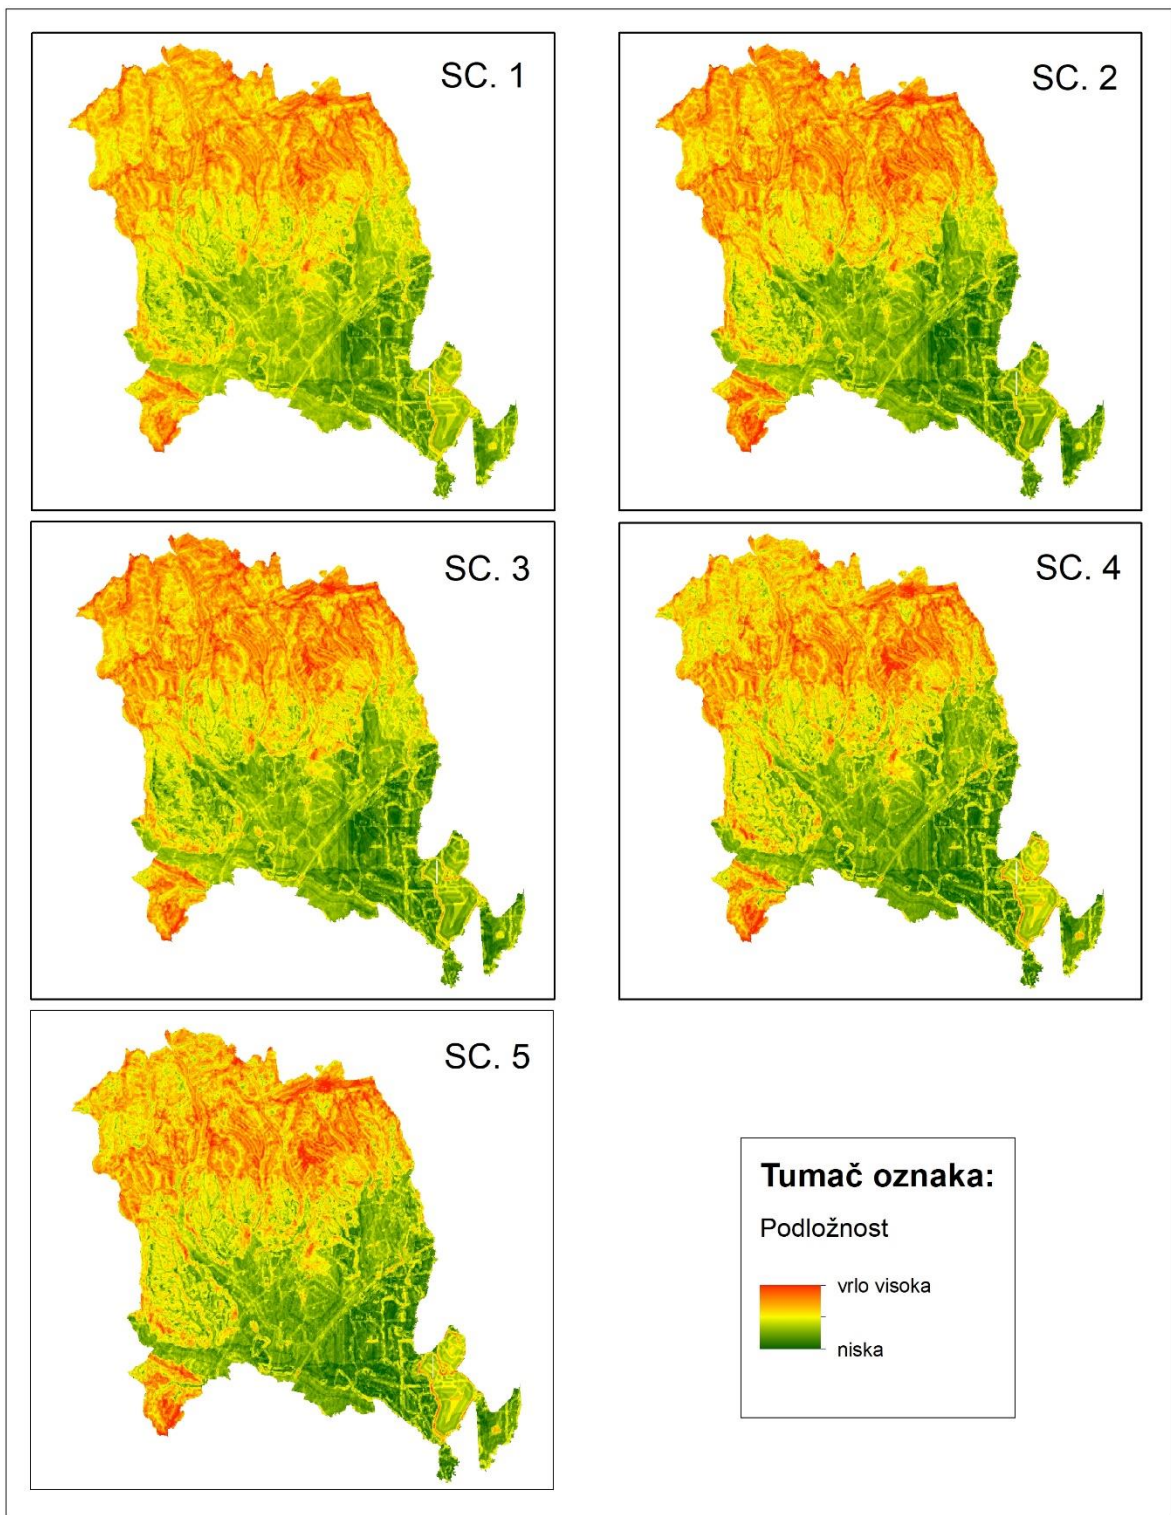 SC. 1
SC. 2
SC. 3
SC. 4
SC. 5
Tumač oznaka:
Podložnost
vrlo visoka
niska